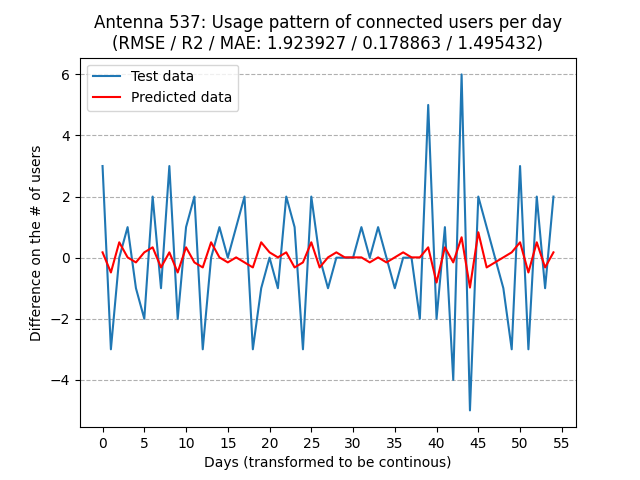 Antenna 537: Usage pattern of connected users per day
(RMSE / R2 / MAE: 1.923927 / 0.178863 / 1.495432)
Test data
Predicted data
Difference on the # of users
6
4
2
0
−2
−4
0 5 10 15 20 25 30 35 40 45 50 55
Days (transformed to be continous)